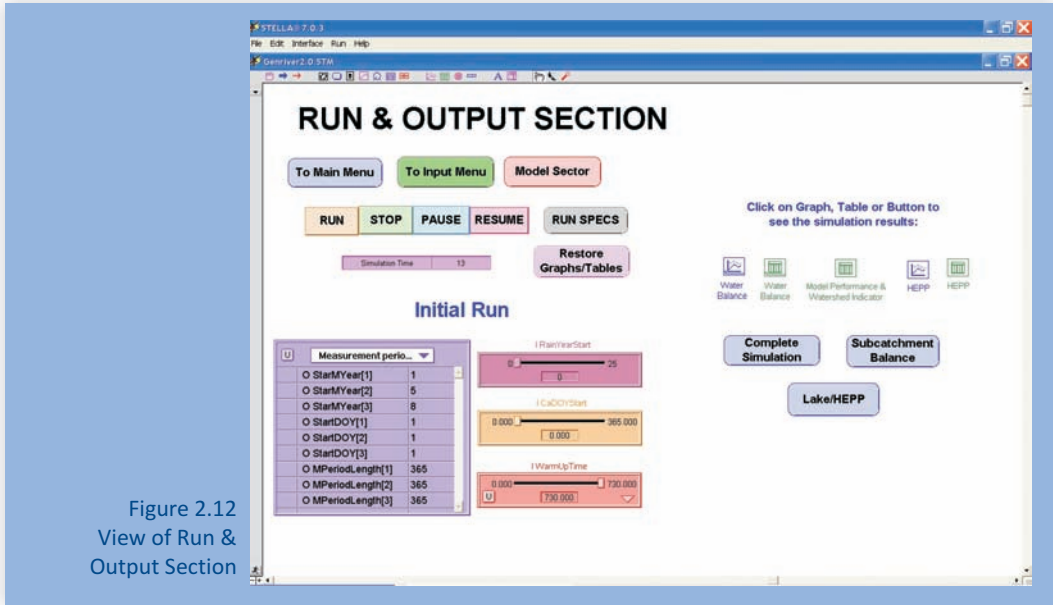 STELLA® 7.0.3
File Edit Interface Run Help
Genriver2.0.STM
RUN & OUTPUT SECTION
To Main Menu To Input Menu Model Sector
RUN STOP PAUSE RESUME RUN SPECS
Simulation Time 13
Restore
Graphs/Tables
Click on Graph, Table or Button to
see the simulation results:
Water
Balance
Water
Balance
Model Performance &
Watershed Indicator
HEPP
HEPP
Complete
Simulation
Subcatchment
Balance
Lake/HEPP
Initial Run
U Measurement perio...
O StarMYear[1] 1
O StarMYear[2] 5
O StarMYear[3] 8
O StartDOY[1] 1
O StartDOY[2] 1
O StartDOY[3] 1
O MPeriodLength[1] 365
O MPeriodLength[2] 365
O MPeriodLength[3] 365
I RainYearStart
0 25
0
I CaDOYStart
0.000 365.000
0.000
I WarmUpTime
0.000 730.000
U 730.000
Figure 2.12
View of Run &
Output Section